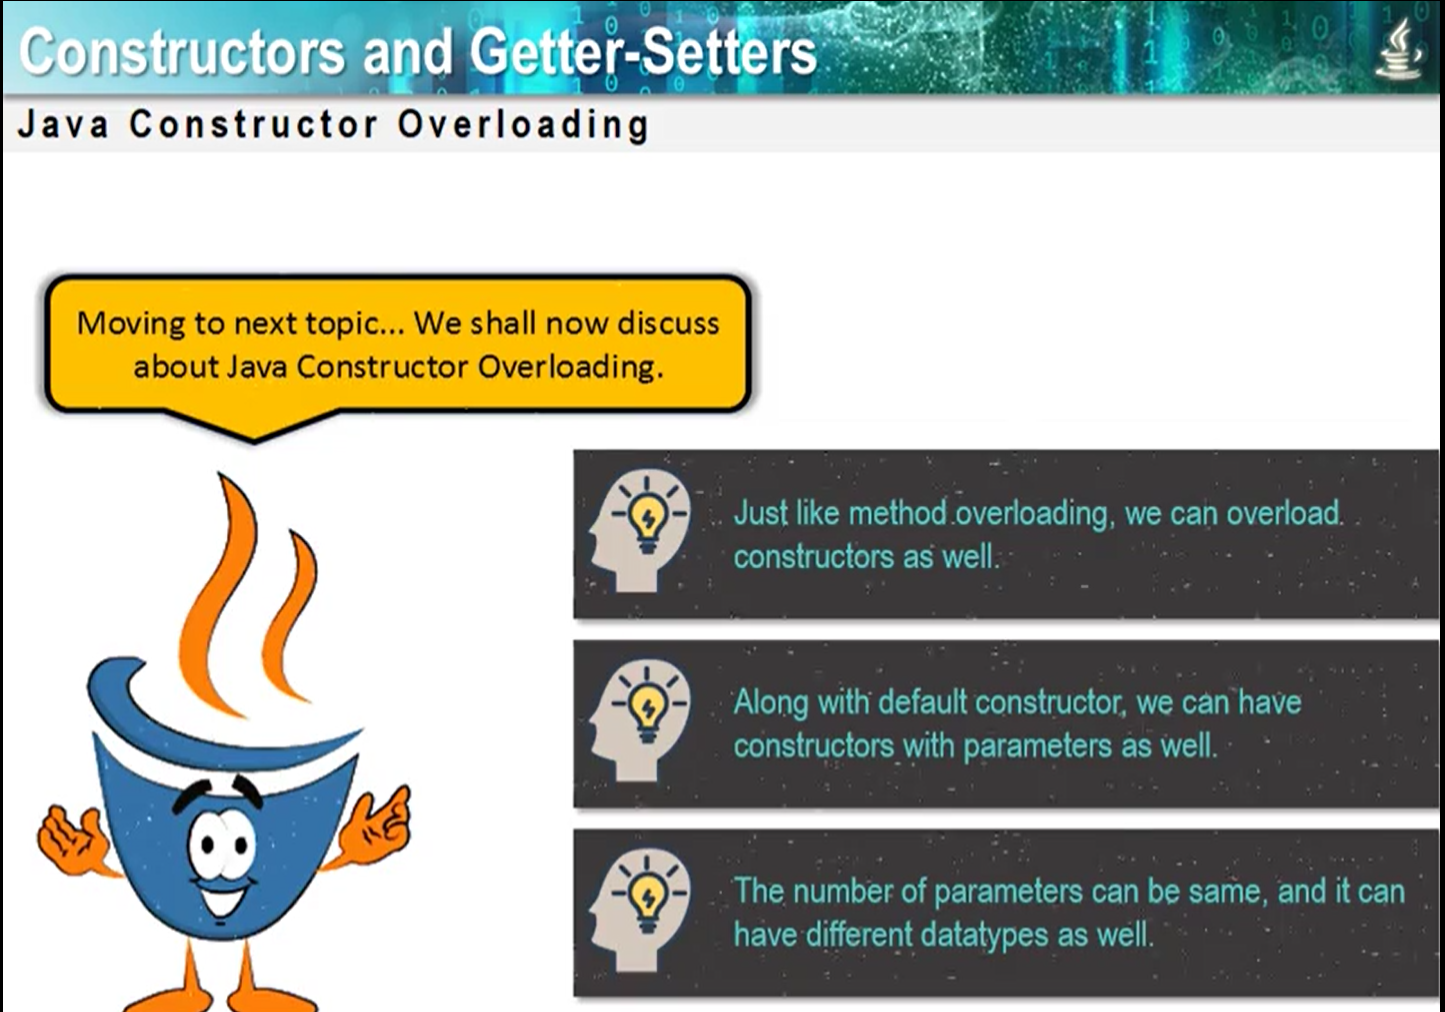 Constructors and Getter-Setters
Java Constructor Overloading
Moving to next topic... We shall now discuss
about Java Constructor Overloading.
Just like method overloading, we can overload
constructors as well.
Along with default constructor, we can have
constructors with parameters as well.
The number of parameters can be same, and it can
have different datatypes as well.